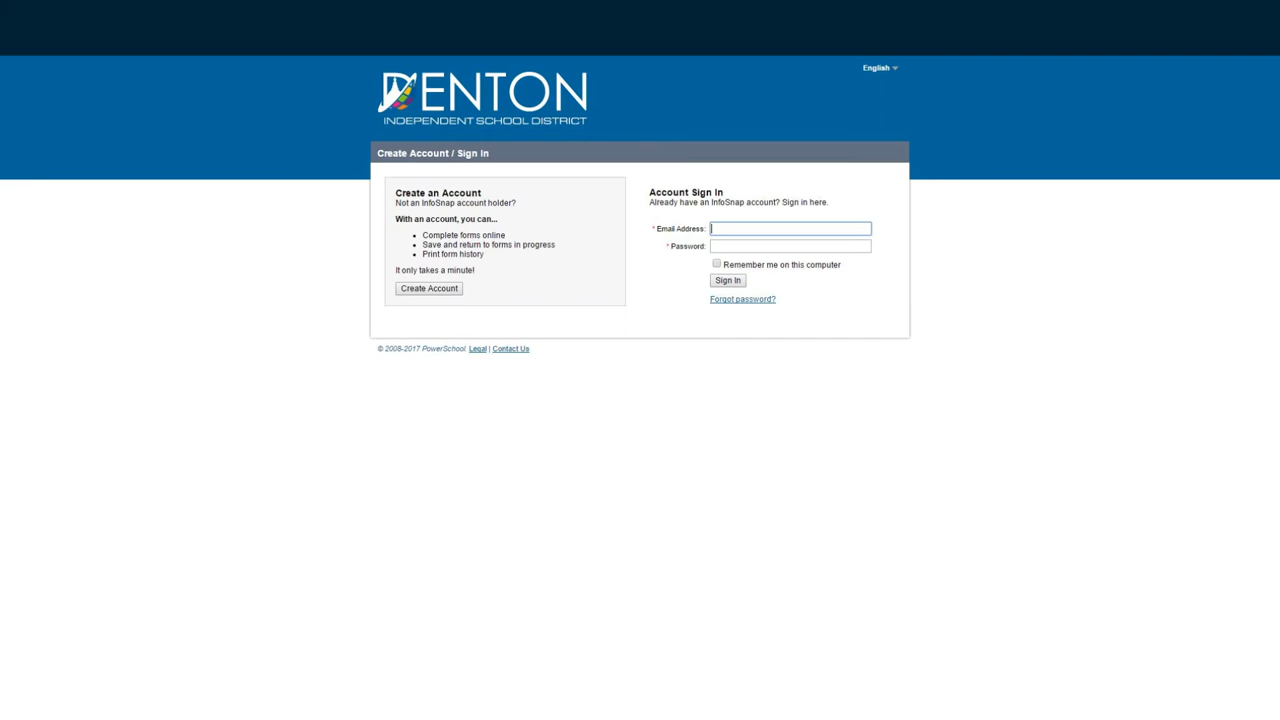 English
DENTON
INDEPENDENT SCHOOL DISTRICT
Create Account / Sign In
Create an Account
Not an InfoSnap account holder?
With an account, you can...
Complete forms online
Save and return to forms in progress
Print form history
It only takes a minute!
Create Account
Account Sign In
Already have an InfoSnap account? Sign in here.
* Email Address:
* Password:
Remember me on this computer
Sign In
Forgot password?
© 2008-2017 PowerSchool. Legal | Contact Us